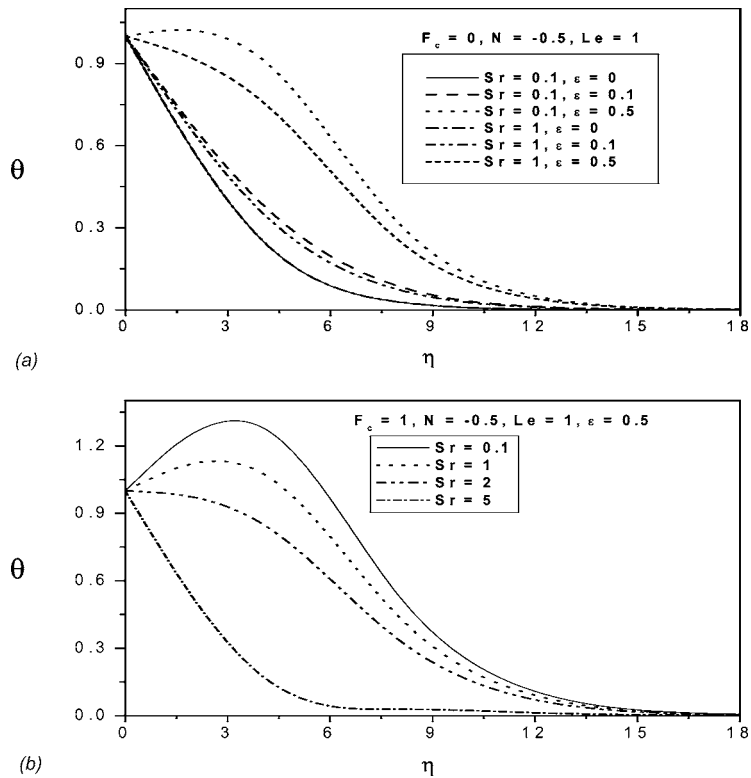 F_c = 0, N = -0.5, Le = 1
Sr = 0.1, ε = 0
Sr = 0.1, ε = 0.1
Sr = 0.1, ε = 0.5
Sr = 1, ε = 0
Sr = 1, ε = 0.1
Sr = 1, ε = 0.5
0.9
0.6
θ
0.3
0.0
0 3 6 9 12 15 18
(a)
η
F_c = 1, N = -0.5, Le = 1, ε = 0.5
Sr = 0.1
Sr = 1
Sr = 2
Sr = 5
1.2
0.9
θ
0.6
0.3
0.0
0 3 6 9 12 15 18
(b)
η